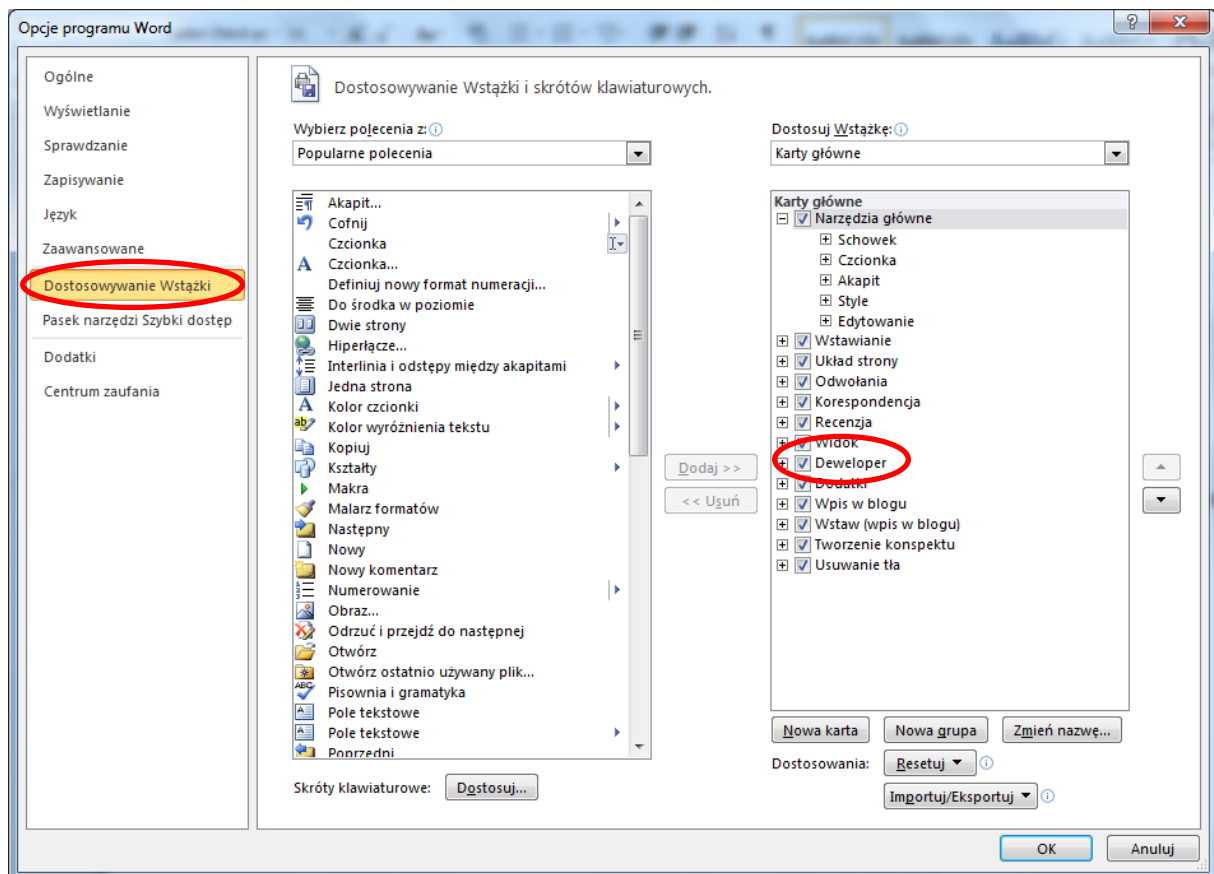 Opcje programu Word
Ogólne
Wyświetlanie
Sprawdzanie
Zapisywanie
Język
Zaawansowane
Dostosowywanie Wstążki
Pasek narzędzi Szybki dostęp
Dodatki
Centrum zaufania
Dostosowywanie Wstążki i skrótów klawiaturowych.
Wybierz polecenia z:
Popularne polecenia
Akapit...
Cofnij
Czcionka
Czcionka...
Definiuj nowy format numeracji...
Do środka w poziomie
Dwie strony
Hiperłącze...
Interlinia i odstępy między akapitami
Jedna strona
Kolor czcionki
Kolor wyróżnienia tekstu
Kopiuj
Kształty
Makra
Malarz formatów
Następny
Nowy
Nowy komentarz
Numerowanie
Obraz...
Odrzuć i przejdź do następnej
Otwórz
Otwórz ostatnio używany plik...
Pisownia i gramatyka
Pole tekstowe
Pole tekstowe
Poprzedni
Skróty klawiaturowe: Dostosuj...
Dodaj >>
<< Usuń
Dostosuj Wstążkę:
Karty główne
Karty główne
Narzędzia główne
Schowek
Czcionka
Akapit
Style
Edytowanie
Wstawianie
Układ strony
Odwołania
Korespondencja
Recenzja
Widok
Deweloper
Dodatki
Wpis w blogu
Wstaw (wpis w blogu)
Tworzenie konspektu
Usuwanie tła
Nowa karta Nowa grupa Zmień nazwę...
Dostosowania: Resetuj
Importuj/Eksportuj
OK Anuluj